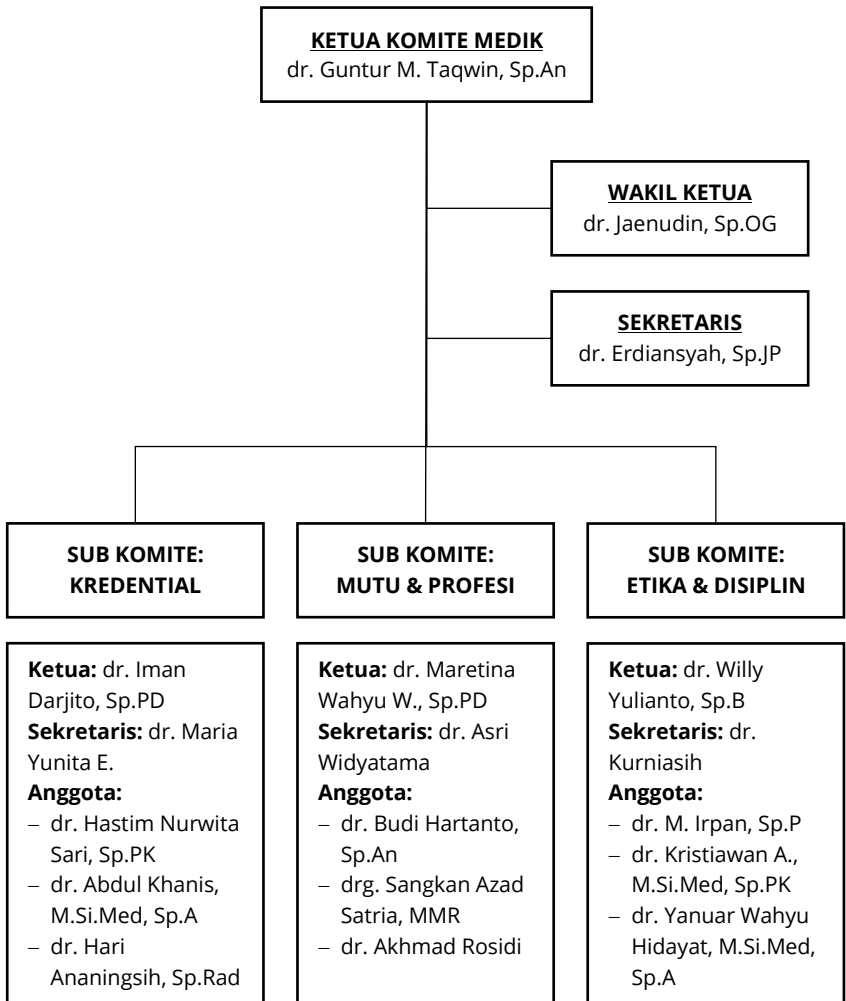 KETUA KOMITE MEDIK
dr. Guntur M. Taqwin, Sp.An
WAKIL KETUA
dr. Jaenudin, Sp.OG
SEKRETARIS
dr. Erdiansyah, Sp.JP
SUB KOMITE:
KREDENTIAL
SUB KOMITE:
MUTU & PROFESI
SUB KOMITE:
ETIKA & DISIPLIN
Ketua: dr. Iman
Darjito, Sp.PD
Sekretaris: dr. Maria
Yunita E.
Anggota:
– dr. Hastim Nurwita
Sari, Sp.PK
– dr. Abdul Khanis,
M.Si.Med, Sp.A
– dr. Hari
Ananingsih, Sp.Rad
Ketua: dr. Maretina
Wahyu W., Sp.PD
Sekretaris: dr. Asri
Widyatama
Anggota:
– dr. Budi Hartanto,
Sp.An
– drg. Sangkan Azad
Satria, MMR
– dr. Akhmad Rosidi
Ketua: dr. Willy
Yulianto, Sp.B
Sekretaris: dr.
Kurniasih
Anggota:
– dr. M. Irpan, Sp.P
– dr. Kristiawan A.,
M.Si.Med, Sp.PK
– dr. Yanuar Wahyu
Hidayat, M.Si.Med,
Sp.A